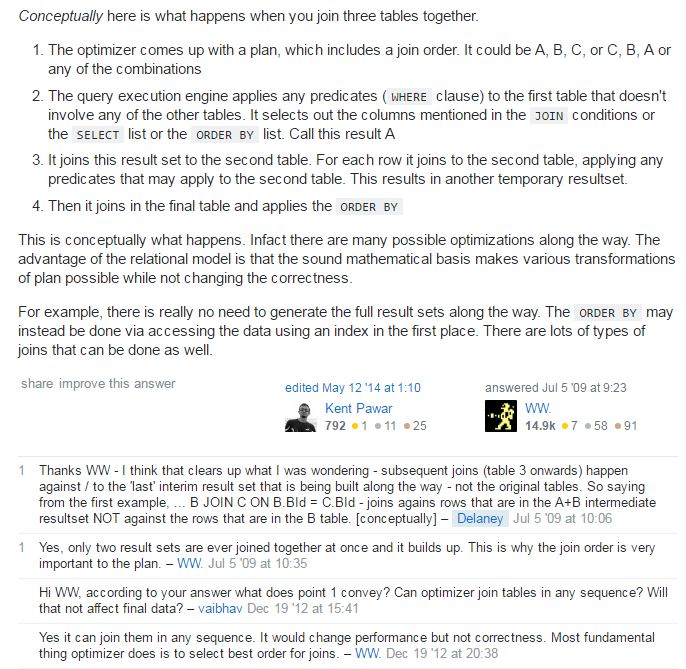 Conceptually here is what happens when you join three tables together.
1. The optimizer comes up with a plan, which includes a join order. It could be A, B, C, or C, B, A or
any of the combinations
2. The query execution engine applies any predicates ( WHERE clause) to the first table that doesn't
involve any of the other tables. It selects out the columns mentioned in the JOIN conditions or
the SELECT list or the ORDER BY list. Call this result A
3. It joins this result set to the second table. For each row it joins to the second table, applying any
predicates that may apply to the second table. This results in another temporary resultset.
4. Then it joins in the final table and applies the ORDER BY
This is conceptually what happens. Infact there are many possible optimizations along the way. The
advantage of the relational model is that the sound mathematical basis makes various transformations
of plan possible while not changing the correctness.
For example, there is really no need to generate the full result sets along the way. The ORDER BY may
instead be done via accessing the data using an index in the first place. There are lots of types of
joins that can be done as well.
share improve this answer
edited May 12 '14 at 1:10
Kent Pawar
792 ●1 ●11 ●25
answered Jul 5 '09 at 9:23
WW.
14.9k ●7 ●58 ●91
1 Thanks WW - I think that clears up what I was wondering - subsequent joins (table 3 onwards) happen
against / to the 'last' interim result set that is being built along the way - not the original tables. So saying
from the first example, ... B JOIN C ON B.BId = C.BId - joins agains rows that are in the A+B intermediate
resultset NOT against the rows that are in the B table. [conceptually] – Delaney Jul 5 '09 at 10:06
1 Yes, only two result sets are ever joined together at once and it builds up. This is why the join order is very
important to the plan. – WW. Jul 5 '09 at 10:35
Hi WW, according to your answer what does point 1 convey? Can optimizer join tables in any sequence? Will
that not affect final data? – vaibhav Dec 19 '12 at 15:41
Yes it can join them in any sequence. It would change performance but not correctness. Most fundamental
thing optimizer does is to select best order for joins. – WW. Dec 19 '12 at 20:38